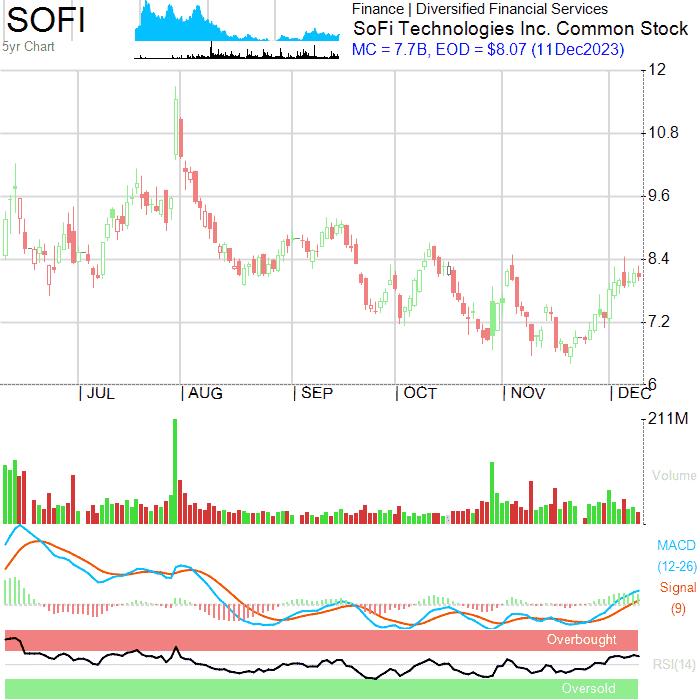 SOFI
5yr Chart
Finance | Diversified Financial Services
SoFi Technologies Inc. Common Stock
MC = 7.7B, EOD = $8.07 (11Dec2023)
12
10.8
9.6
8.4
7.2
6
| JUL | AUG | SEP | OCT | NOV | DEC
211M
Volume
MACD
(12-26)
Signal
(9)
Overbought
RSI(14)
Oversold